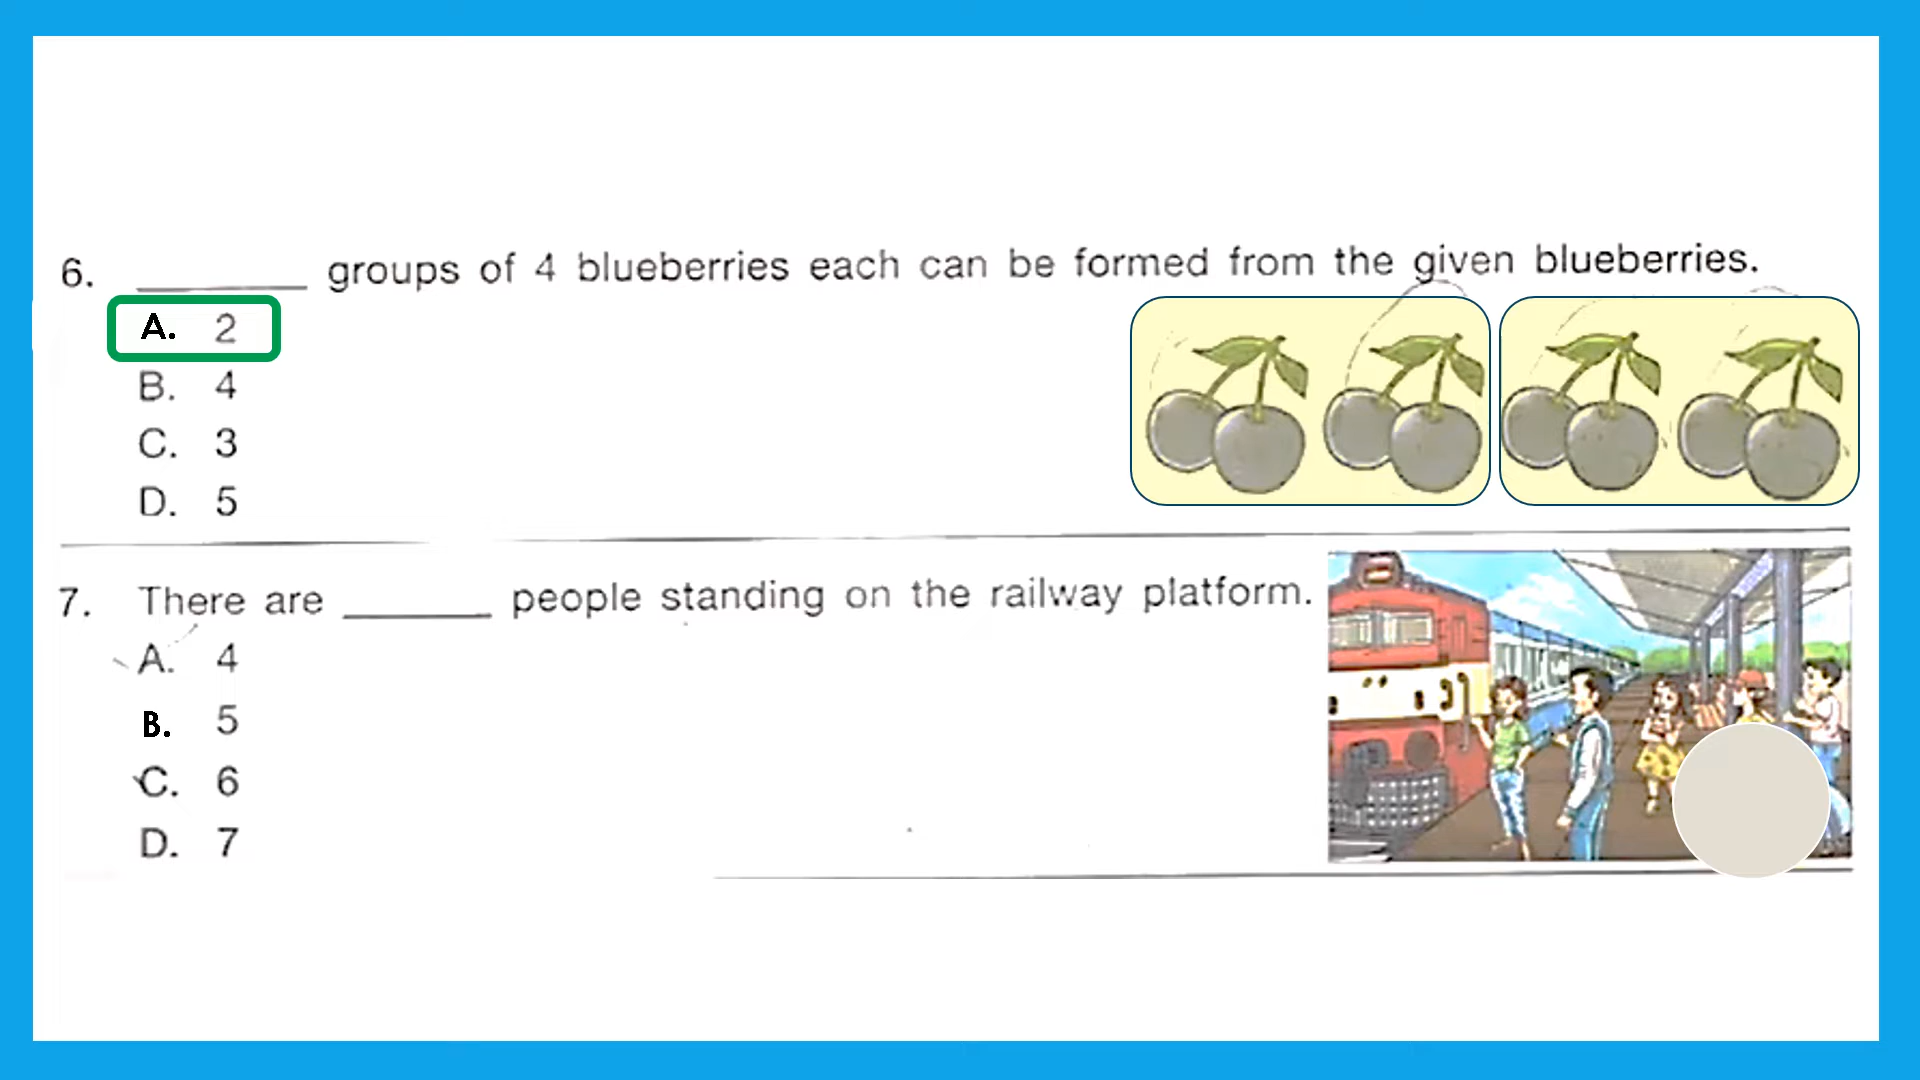 6. ________ groups of 4 blueberries each can be formed from the given blueberries.
A. 2
B. 4
C. 3
D. 5
7. There are _______ people standing on the railway platform.
A. 4
B. 5
C. 6
D. 7